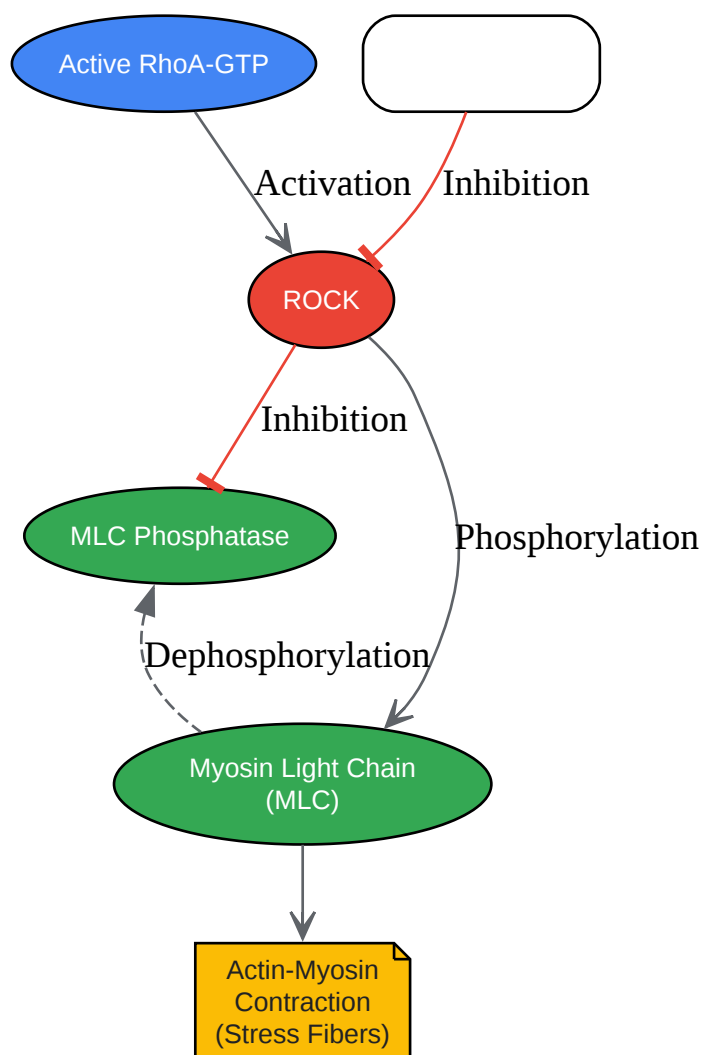 Active RhoA-GTP
Activation
Inhibition
ROCK
Inhibition
MLC Phosphatase
Phosphorylation
Dephosphorylation
Myosin Light Chain
(MLC)
Actin-Myosin
Contraction
(Stress Fibers)